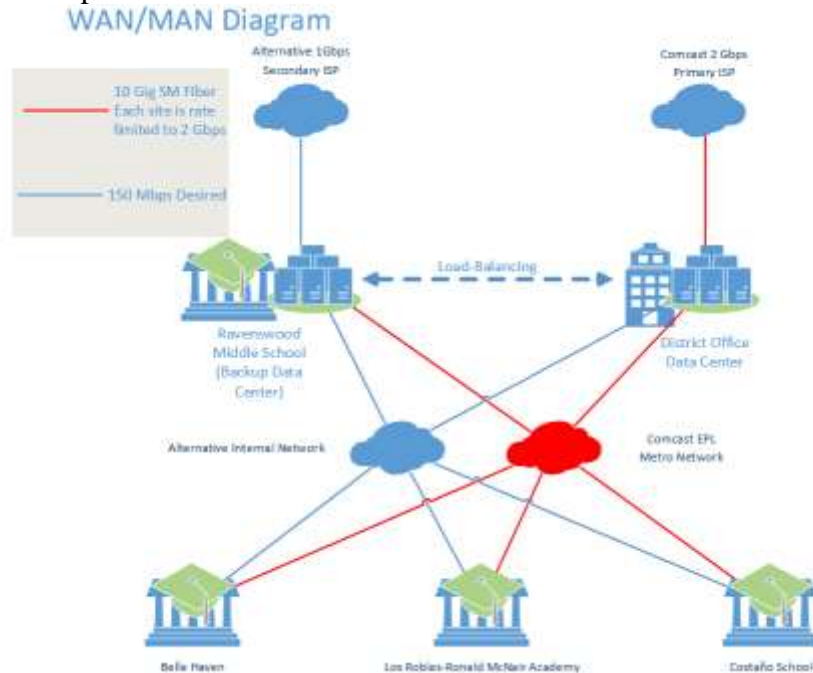 WAN/MAN Diagram
Alternative 1Gbps
Secondary ISP
Comcast 2 Gbps
Primary ISP
10 Gig SM Fiber
Each site is rate
limited to 2 Gbps
150 Mbps Desired
Load-Balancing
Ravenswood
Middle School
(Backup Data
Center)
District Office
Data Center
Alternative Internal Network
Comcast EPL
Metro Network
Belle Haven
Los Robles-Ronald McNair Academy
Costaño School